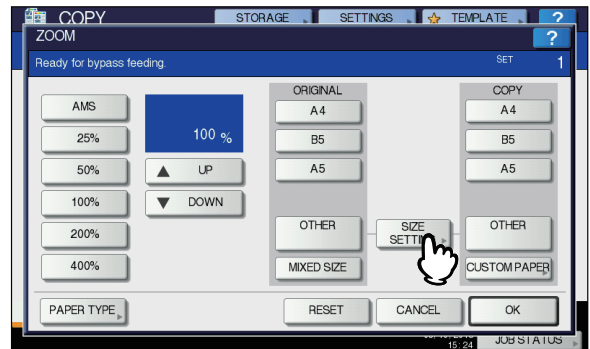 COPY
STORAGE
SETTINGS
TEMPLATE
?
ZOOM
?
Ready for bypass feeding.
SET
1
ORIGINAL
COPY
AMS
25%
50%
100%
200%
400%
100 %
UP
DOWN
A4
B5
A5
OTHER
MIXED SIZE
SIZE
A4
B5
A5
OTHER
CUSTOM PAPER
PAPER TYPE
RESET
CANCEL
OK
15:24
JOB STATUS